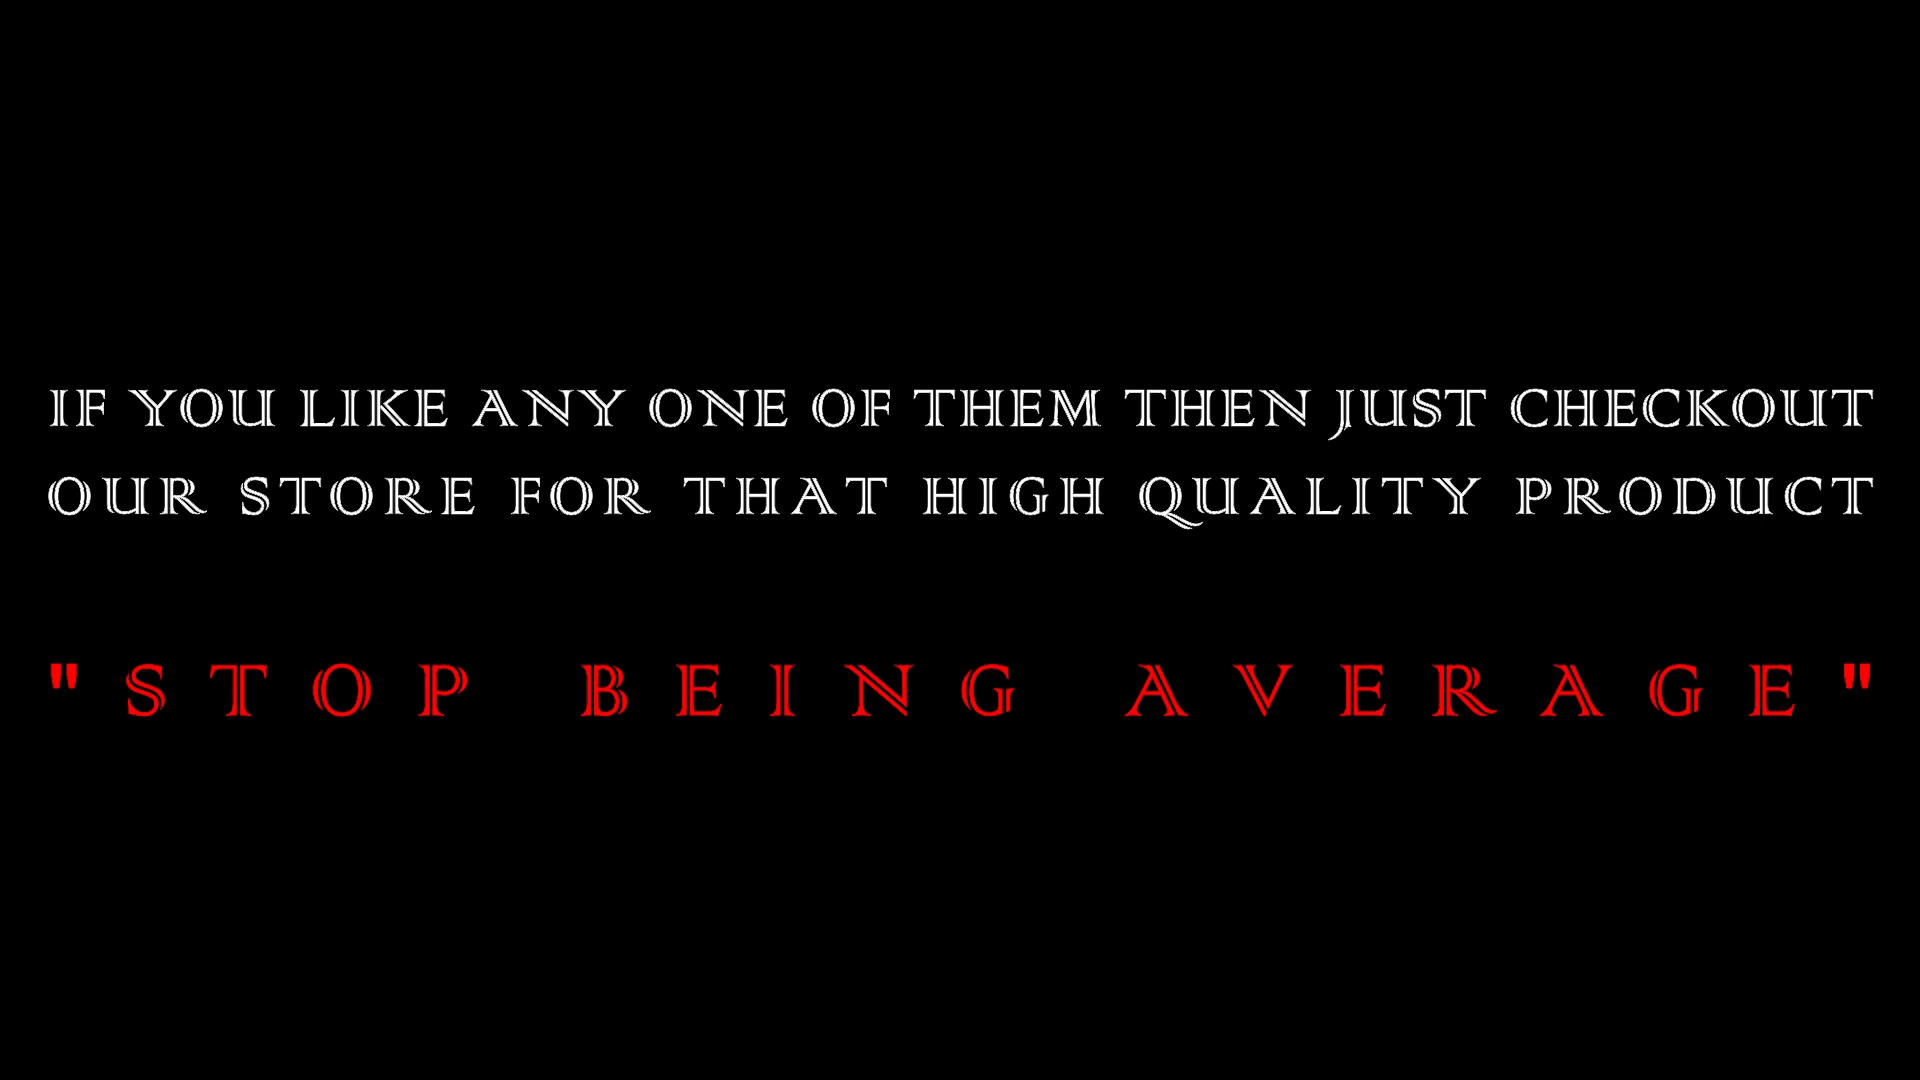 IF YOU LIKE ANY ONE OF THEM THEN JUST CHECKOUT
OUR STORE FOR THAT HIGH QUALITY PRODUCT
"STOP BEING AVERAGE"